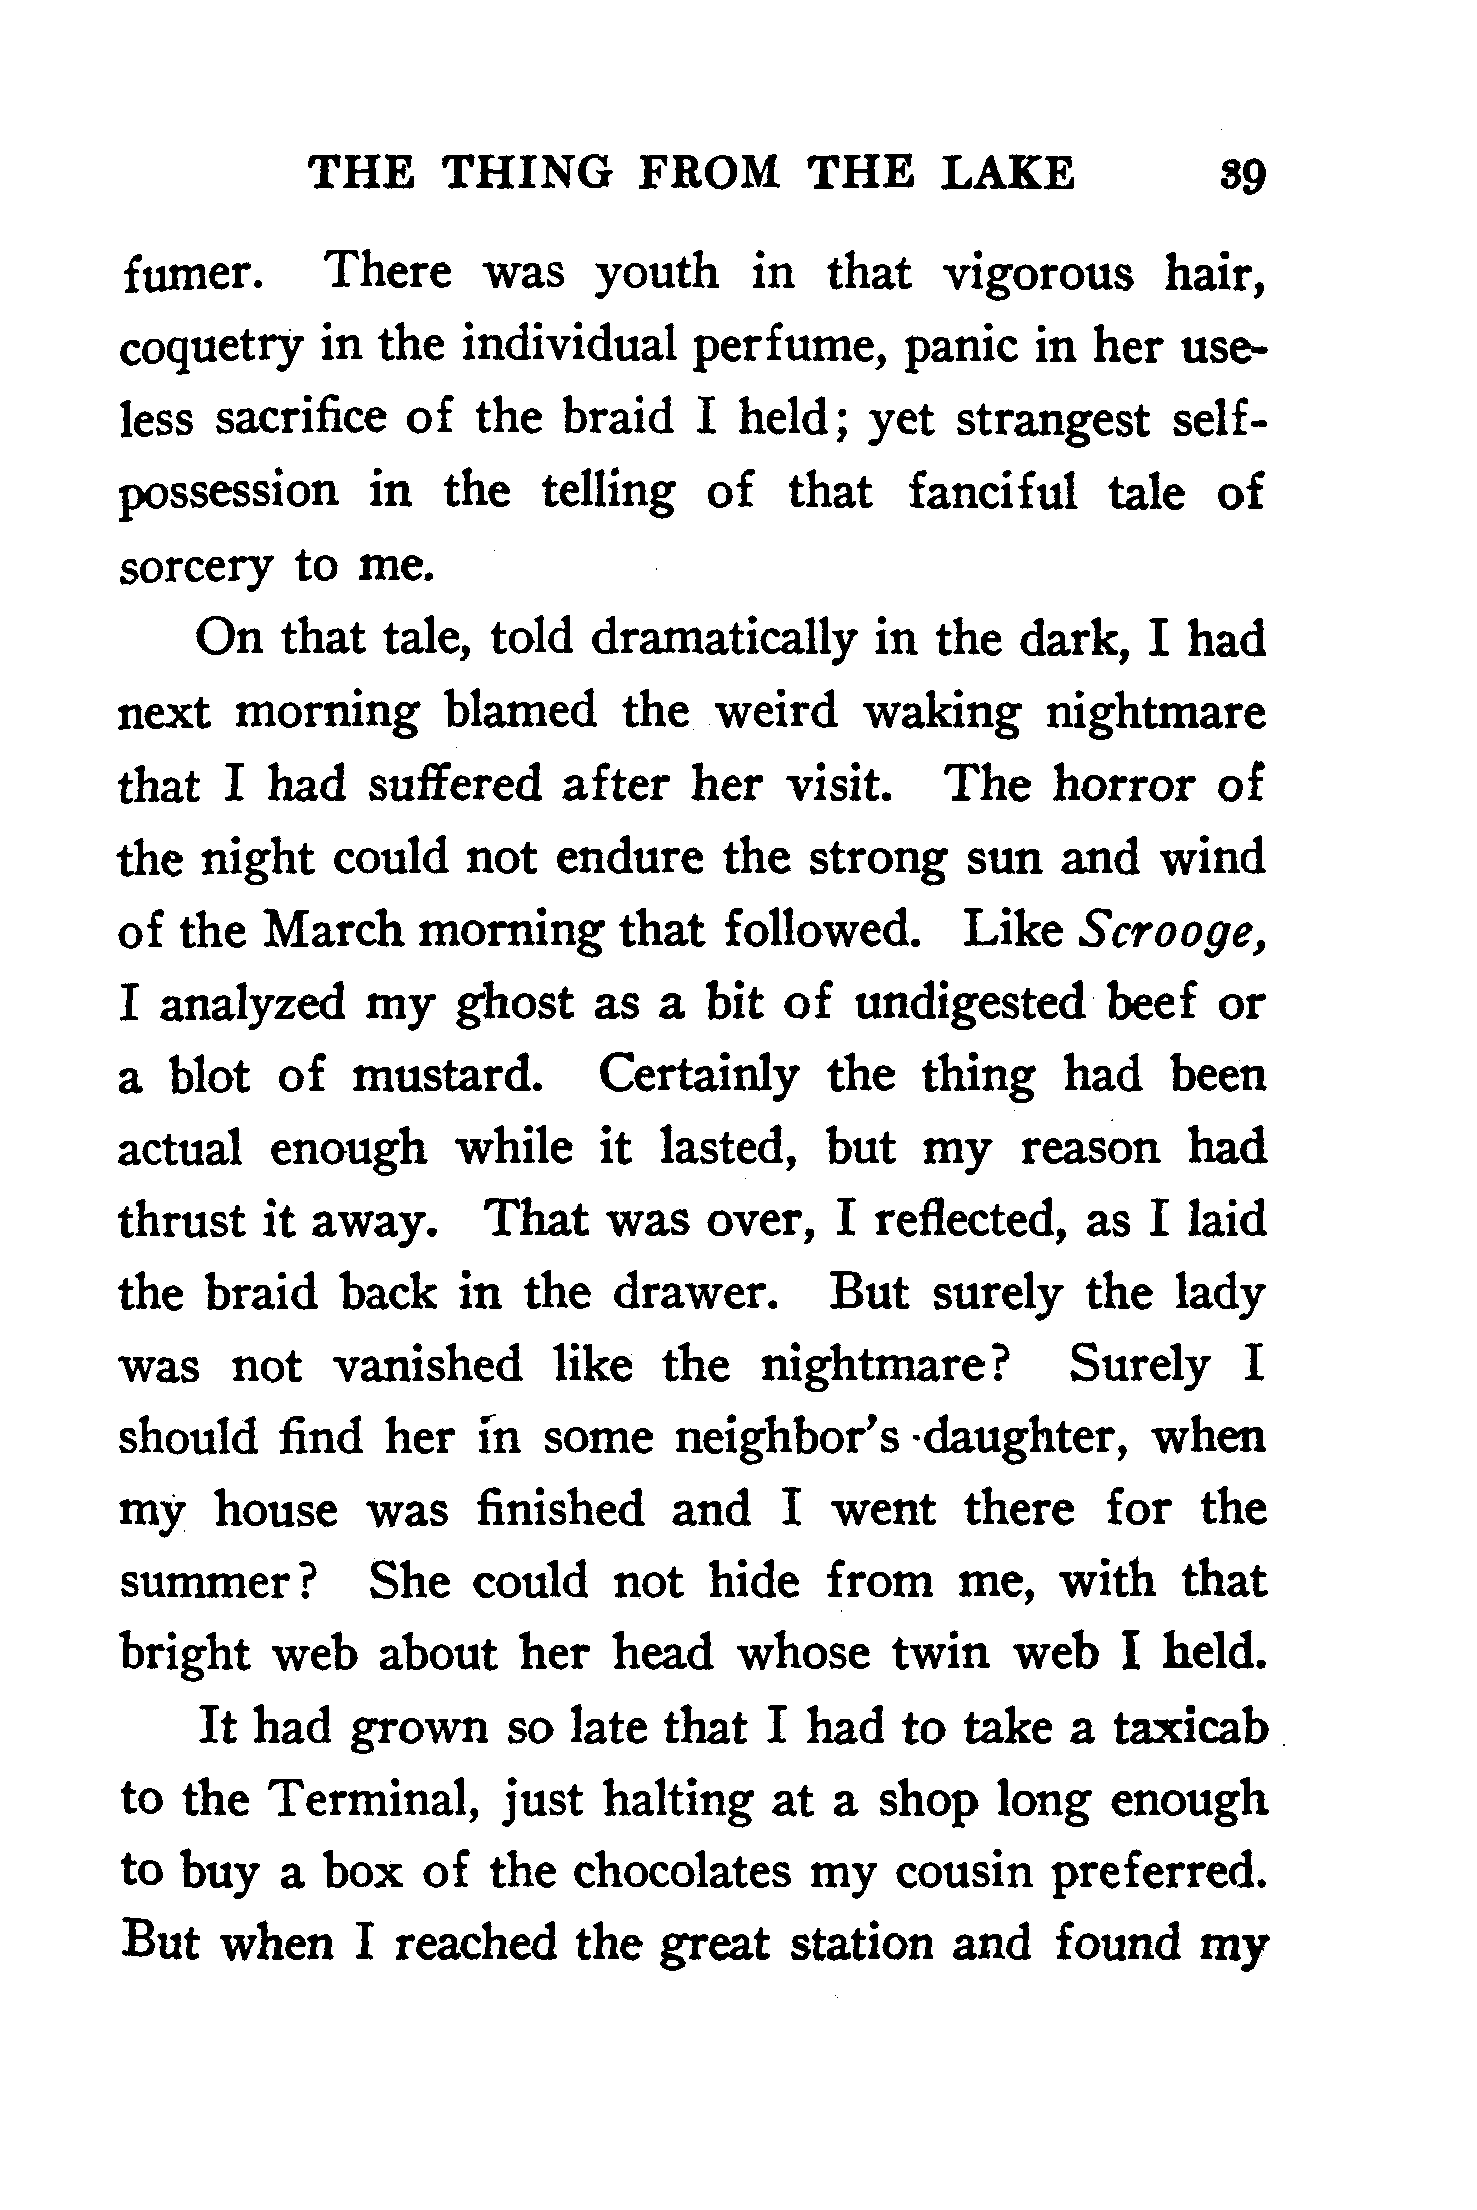 THE THING FROM THE LAKE 39
fumer. There was youth in that vigorous hair,
coquetry in the individual perfume, panic in her use-
less sacrifice of the braid I held; yet strangest self-
possession in the telling of that fanciful tale of
sorcery to me.
On that tale, told dramatically in the dark, I had
next morning blamed the weird waking nightmare
that I had suffered after her visit. The horror of
the night could not endure the strong sun and wind
of the March morning that followed. Like Scrooge,
I analyzed my ghost as a bit of undigested beef or
a blot of mustard. Certainly the thing had been
actual enough while it lasted, but my reason had
thrust it away. That was over, I reflected, as I laid
the braid back in the drawer. But surely the lady
was not vanished like the nightmare? Surely I
should find her in some neighbor's daughter, when
my house was finished and I went there for the
summer? She could not hide from me, with that
bright web about her head whose twin web I held.
It had grown so late that I had to take a taxicab
to the Terminal, just halting at a shop long enough
to buy a box of the chocolates my cousin preferred.
But when I reached the great station and found my